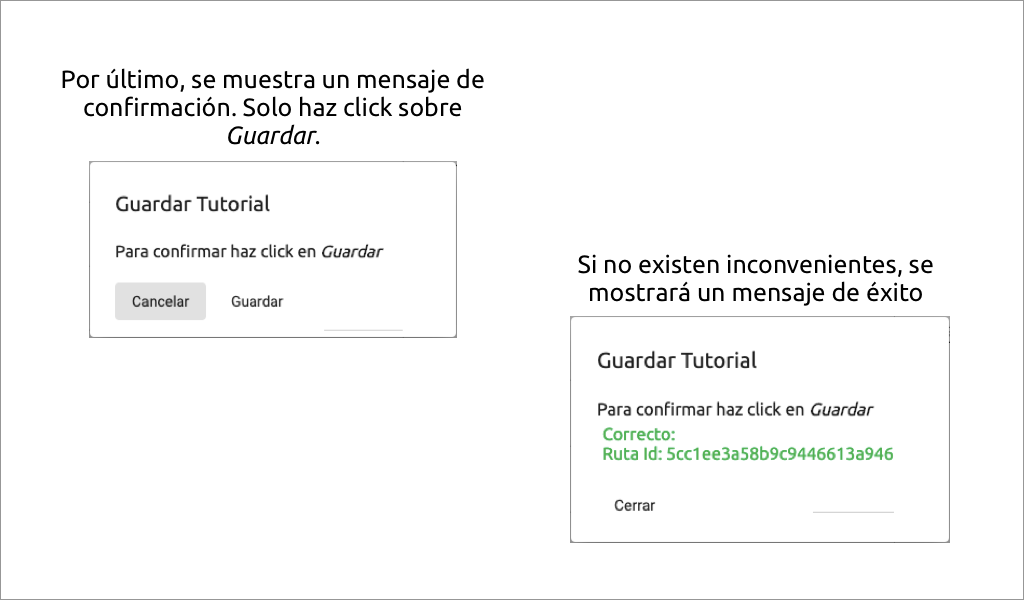 Por último, se muestra un mensaje de
confirmación. Solo haz click sobre
Guardar.
Guardar Tutorial
Para confirmar haz click en Guardar
Cancelar Guardar
Si no existen inconvenientes, se
mostrará un mensaje de éxito
Guardar Tutorial
Para confirmar haz click en Guardar
Correcto:
Ruta Id: 5cc1ee3a58b9c9446613a946
Cerrar